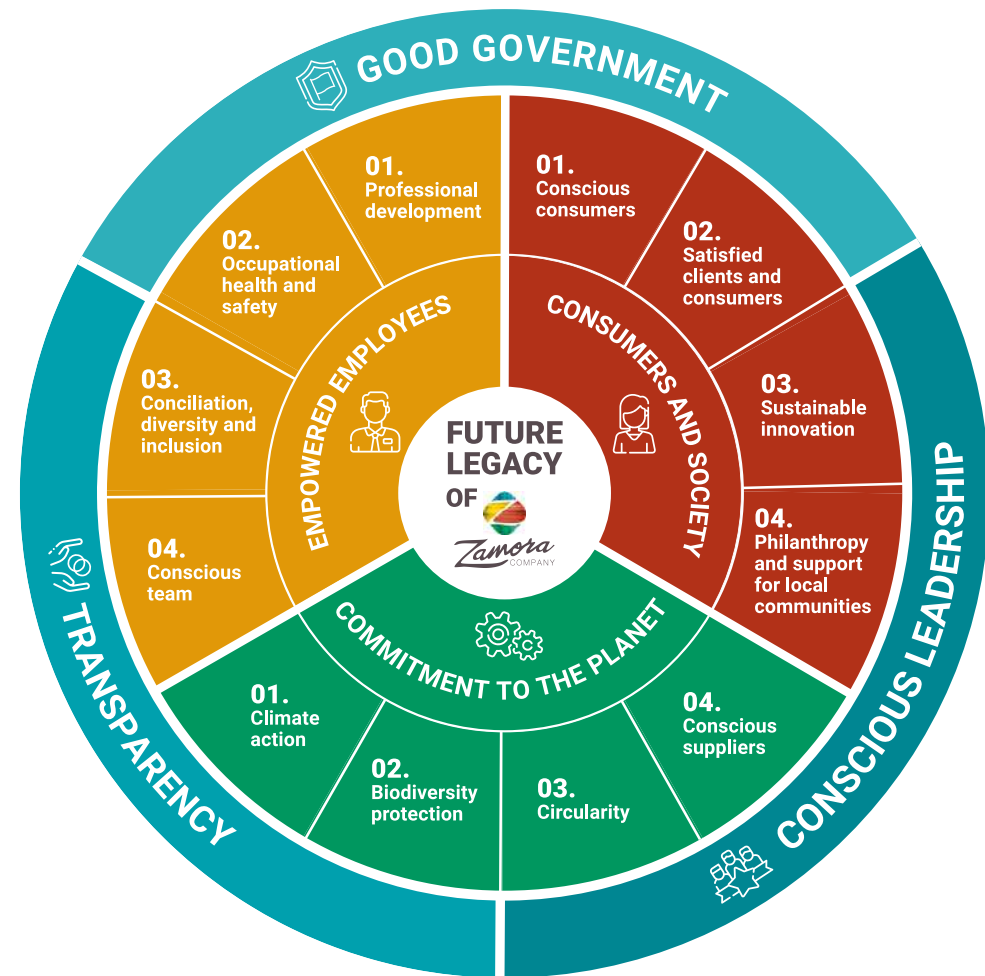 GOOD GOVERNMENT
01.
Professional
development
02.
Occupational
health and
safety
03.
Conciliation,
diversity and
inclusion
04.
Conscious
team
EMPOWERED EMPLOYEES
01.
Conscious
consumers
02.
Satisfied
clients and
consumers
03.
Sustainable
innovation
04.
Philanthropy
and support
for local
communities
CONSUMERS AND SOCIETY
FUTURE
LEGACY
OF
Zamora
COMPANY
COMMITMENT TO THE PLANET
01.
Climate
action
02.
Biodiversity
protection
03.
Circularity
04.
Conscious
suppliers
TRANSPARENCY
CONSCIOUS LEADERSHIP